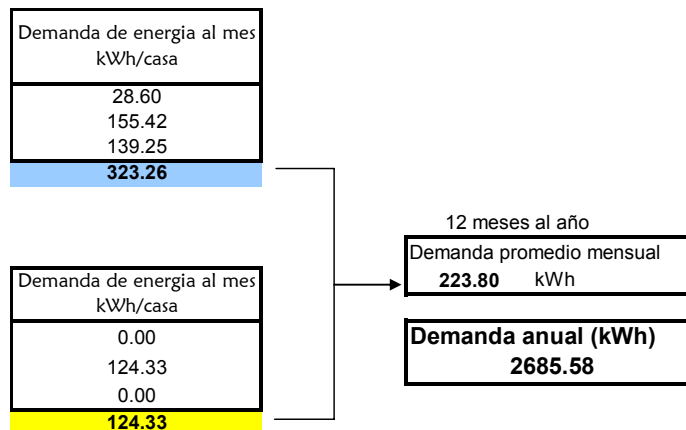 Demanda de energia al mes
kWh/casa
28.60
155.42
139.25
323.26
12 meses al año
Demanda promedio mensual
223.80 kWh
Demanda de energia al mes
kWh/casa
0.00
124.33
0.00
124.33
Demanda anual (kWh)
2685.58